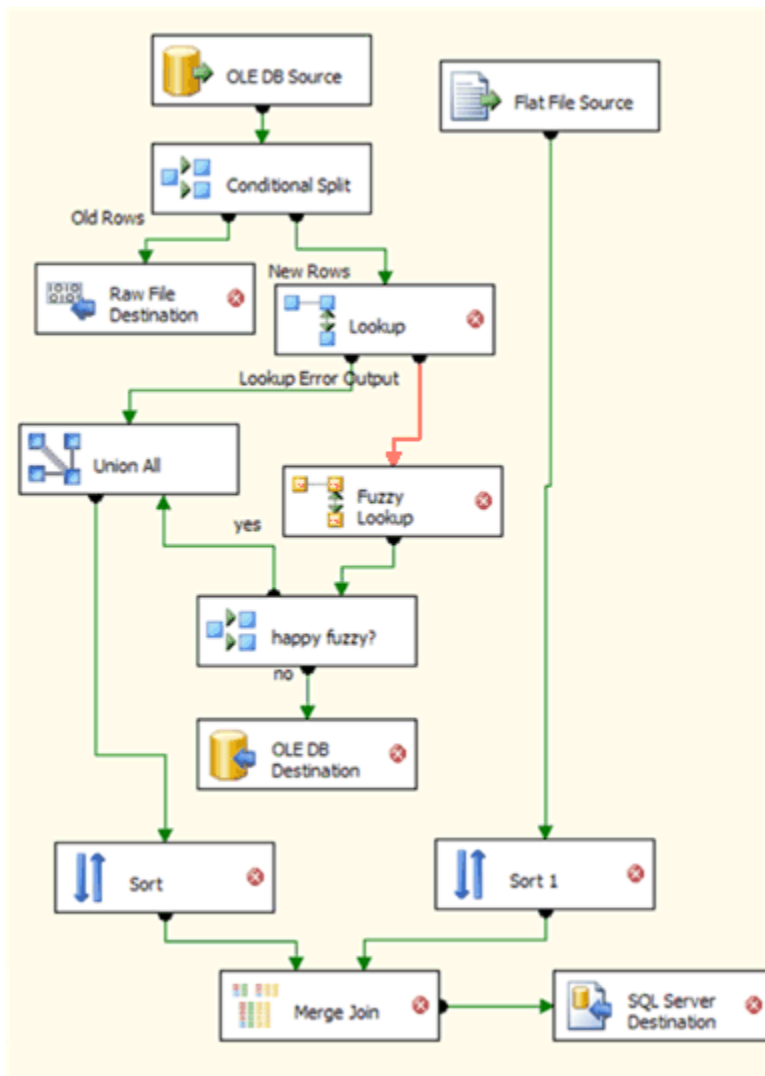 OLE DB Source
Flat File Source
Conditional Split
Old Rows
New Rows
Raw File
Destination
Lookup
Lookup Error Output
Union All
Fuzzy
Lookup
yes
happy fuzzy?
no
OLE DB
Destination
Sort
Sort 1
Merge Join
SQL Server
Destination